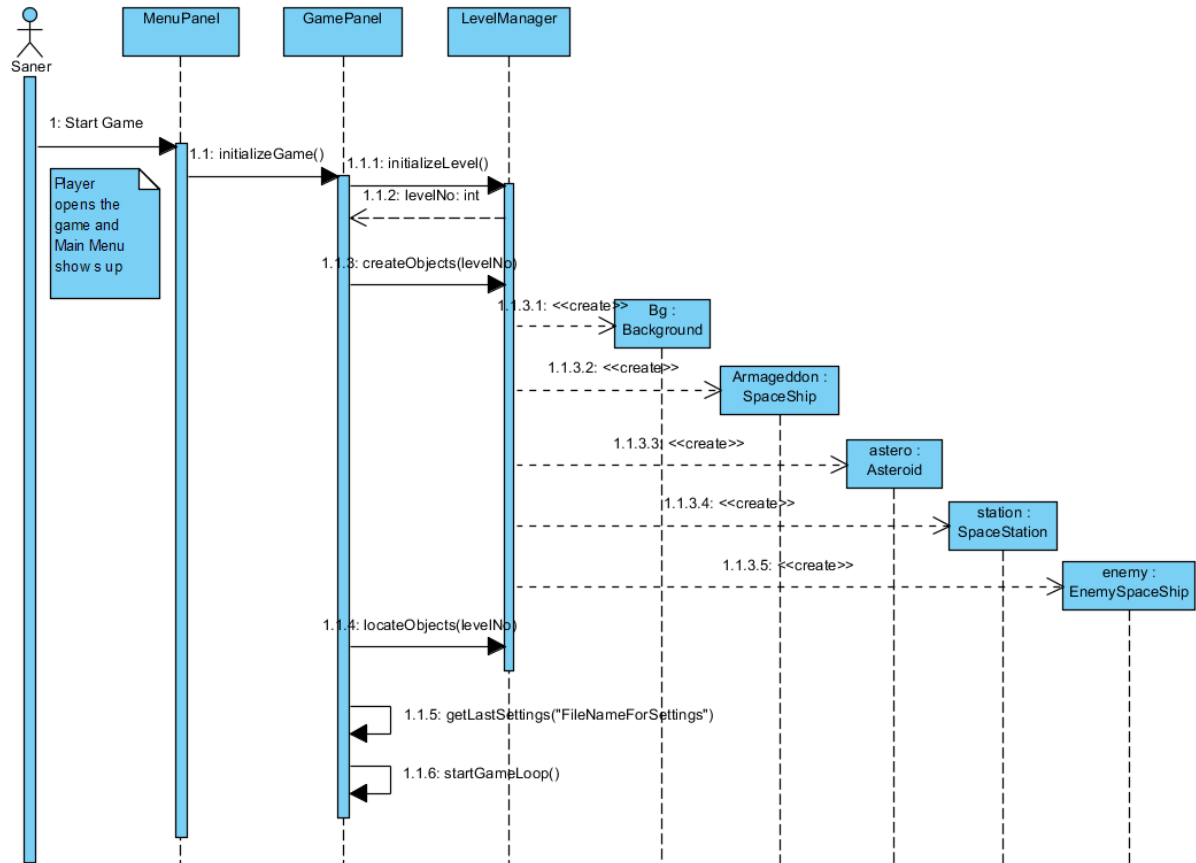 MenuPanel
GamePanel
LevelManager
Saner
1: Start Game
1.1: initializeGame()
1.1.1: initializeLevel()
Player
opens the
game and
Main Menu
shows up
1.1.2: levelNo: int
1.1.3: createObjects(levelNo)
1.1.3.1: <<create>>
Bg :
Background
1.1.3.2: <<create>>
Armageddon :
SpaceShip
1.1.3.3: <<create>>
astero :
Asteroid
1.1.3.4: <<create>>
station :
SpaceStation
1.1.3.5: <<create>>
enemy :
EnemySpaceShip
1.1.4: locateObjects(levelNo)
1.1.5: getLastSettings("FileNameForSettings")
1.1.6: startGameLoop()